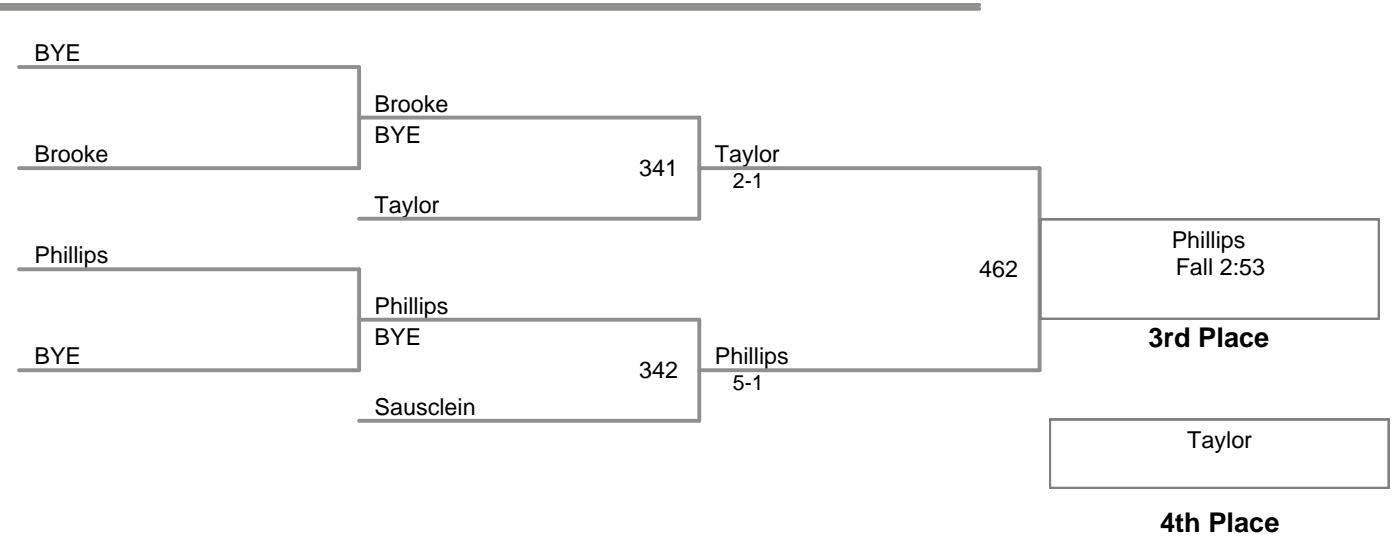 BYE
Brooke
Brooke
BYE
341
Taylor
Taylor
2-1
Phillips
BYE
Phillips
BYE
342
Sausclein
Phillips
5-1
462
Phillips
Fall 2:53
3rd Place
Taylor
4th Place